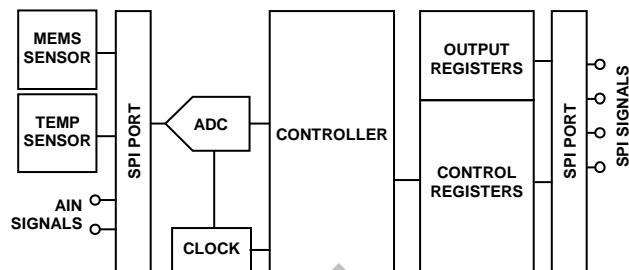 MEMS
SENSOR
TEMP
SENSOR
AIN
SIGNALS
SPI PORT
ADC
CLOCK
CONTROLLER
OUTPUT
REGISTERS
CONTROL
REGISTERS
SPI PORT
SPI SIGNALS